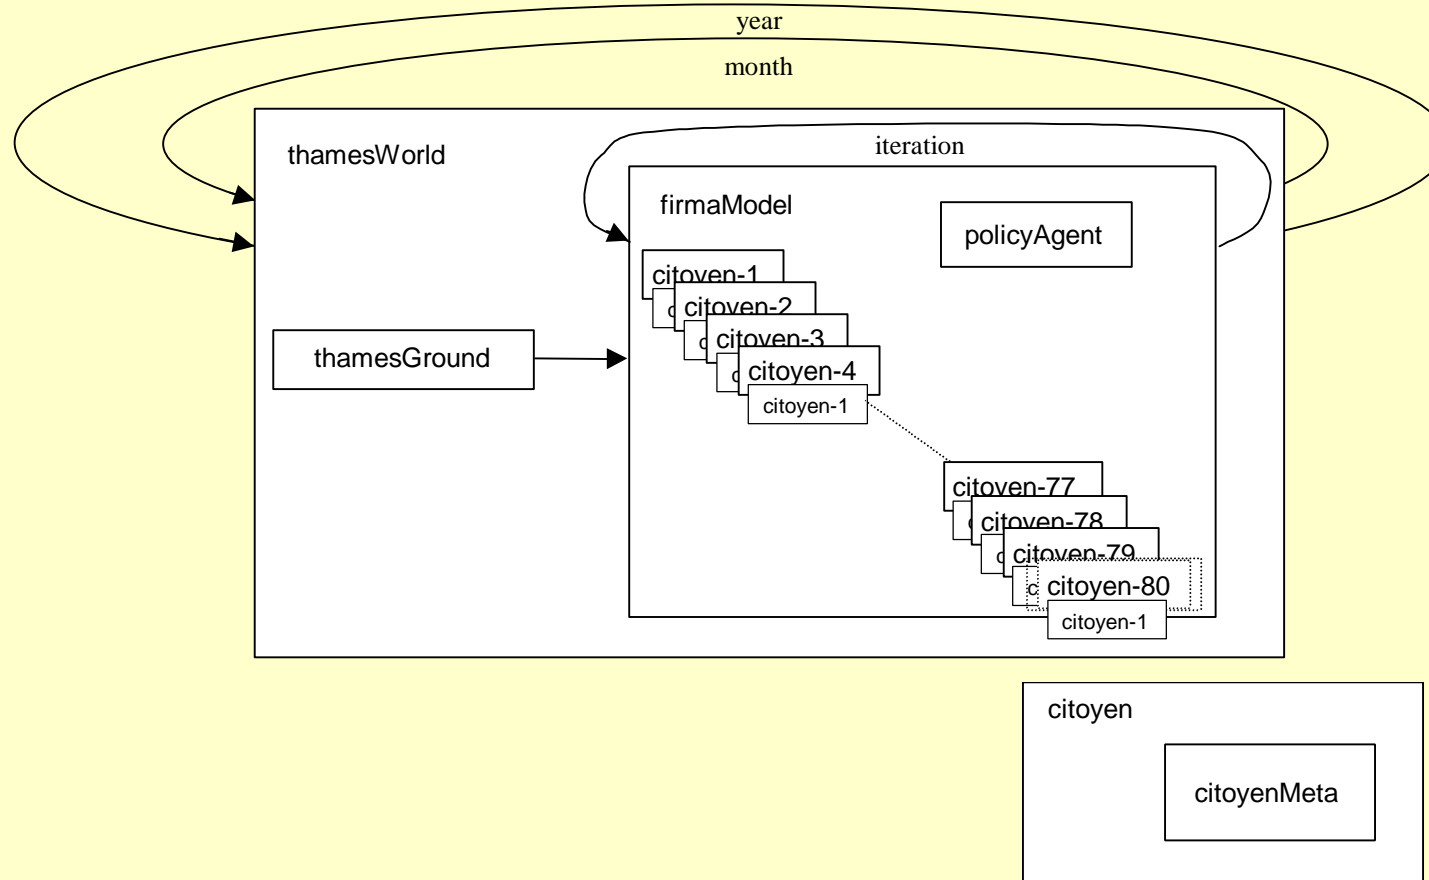 year
month
thamesWorld
iteration
firmaModel
policyAgent
citoyen-1
c
citoyen-2
c
citoyen-3
c
citoyen-4
citoyen-1
thamesGround
citoyen-77
c
citoyen-78
c
citoyen-79
c
citoyen-80
citoyen-1
citoyen
citoyenMeta